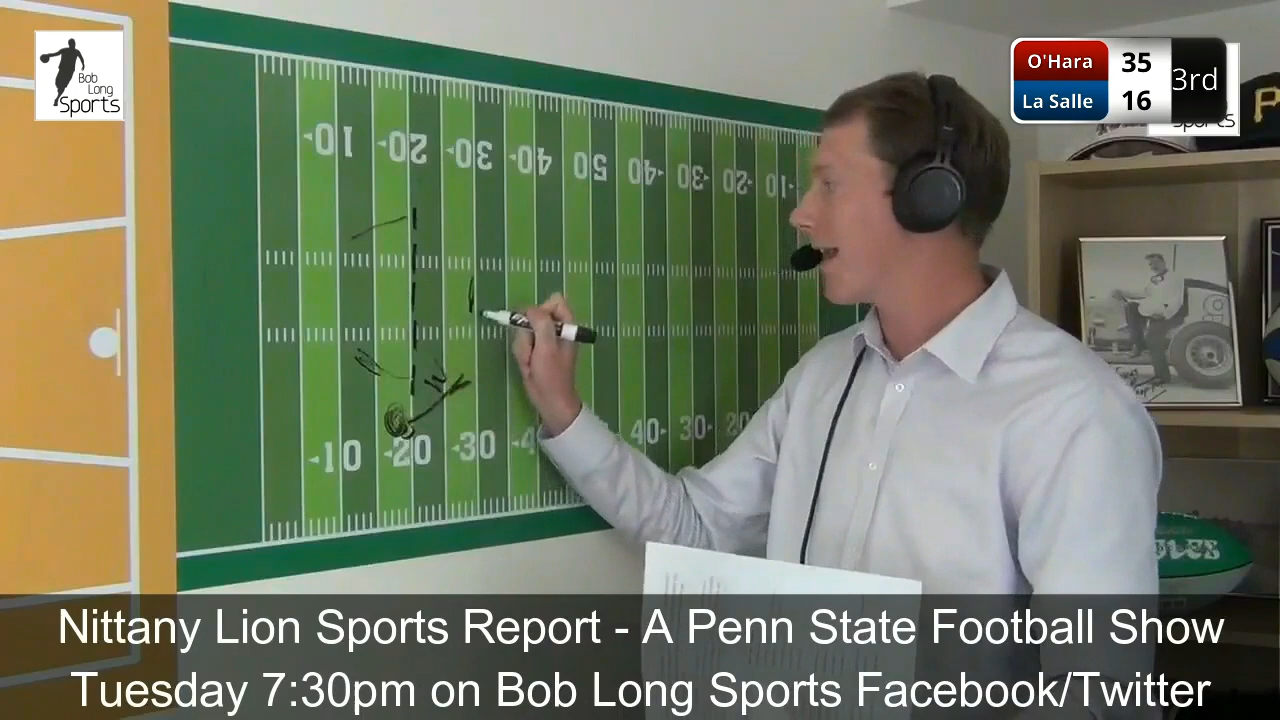 Bob
Long
Sports
O'Hara 35
La Salle 16
3rd
Sports
P
10 20 30 40 50 40 30 20 10
10 20 30 40 30 20
Nittany Lion Sports Report - A Penn State Football Show
Tuesday 7:30pm on Bob Long Sports Facebook/Twitter